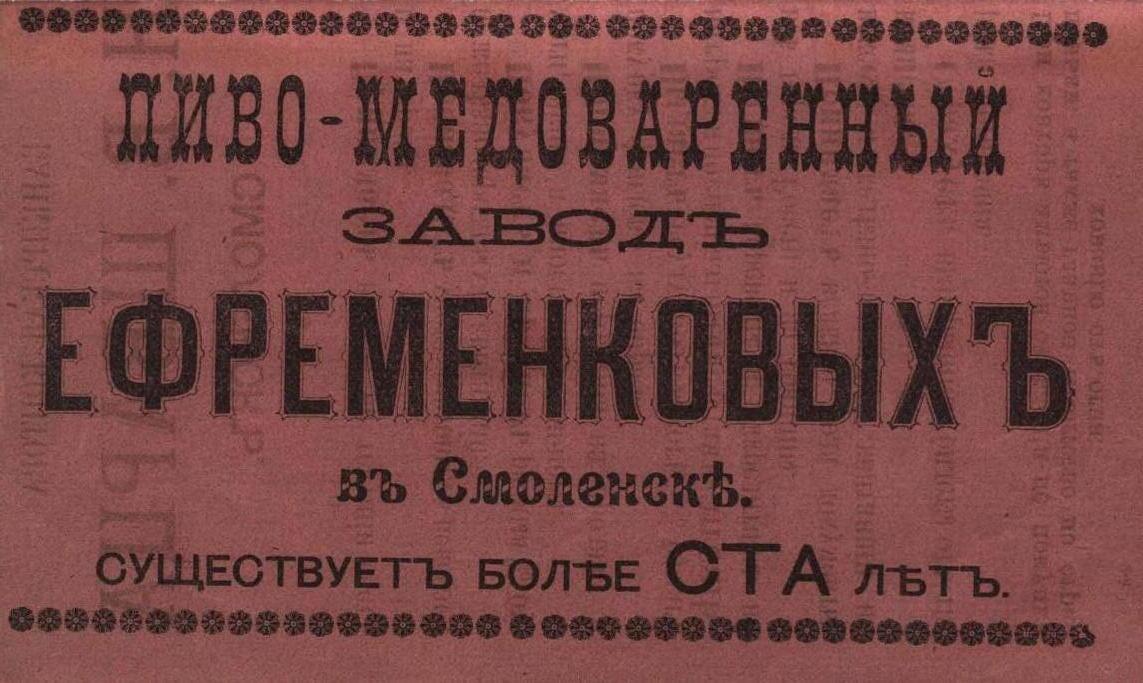 ПИВО-МЕДОВАРЕННЫЙ
ЗАВОДЪ
ЕФРЕМЕНКОВЫХЪ
въ Смоленскѣ.
СУЩЕСТВУЕТЪ БОЛѢЕ СТА ЛѢТЪ.